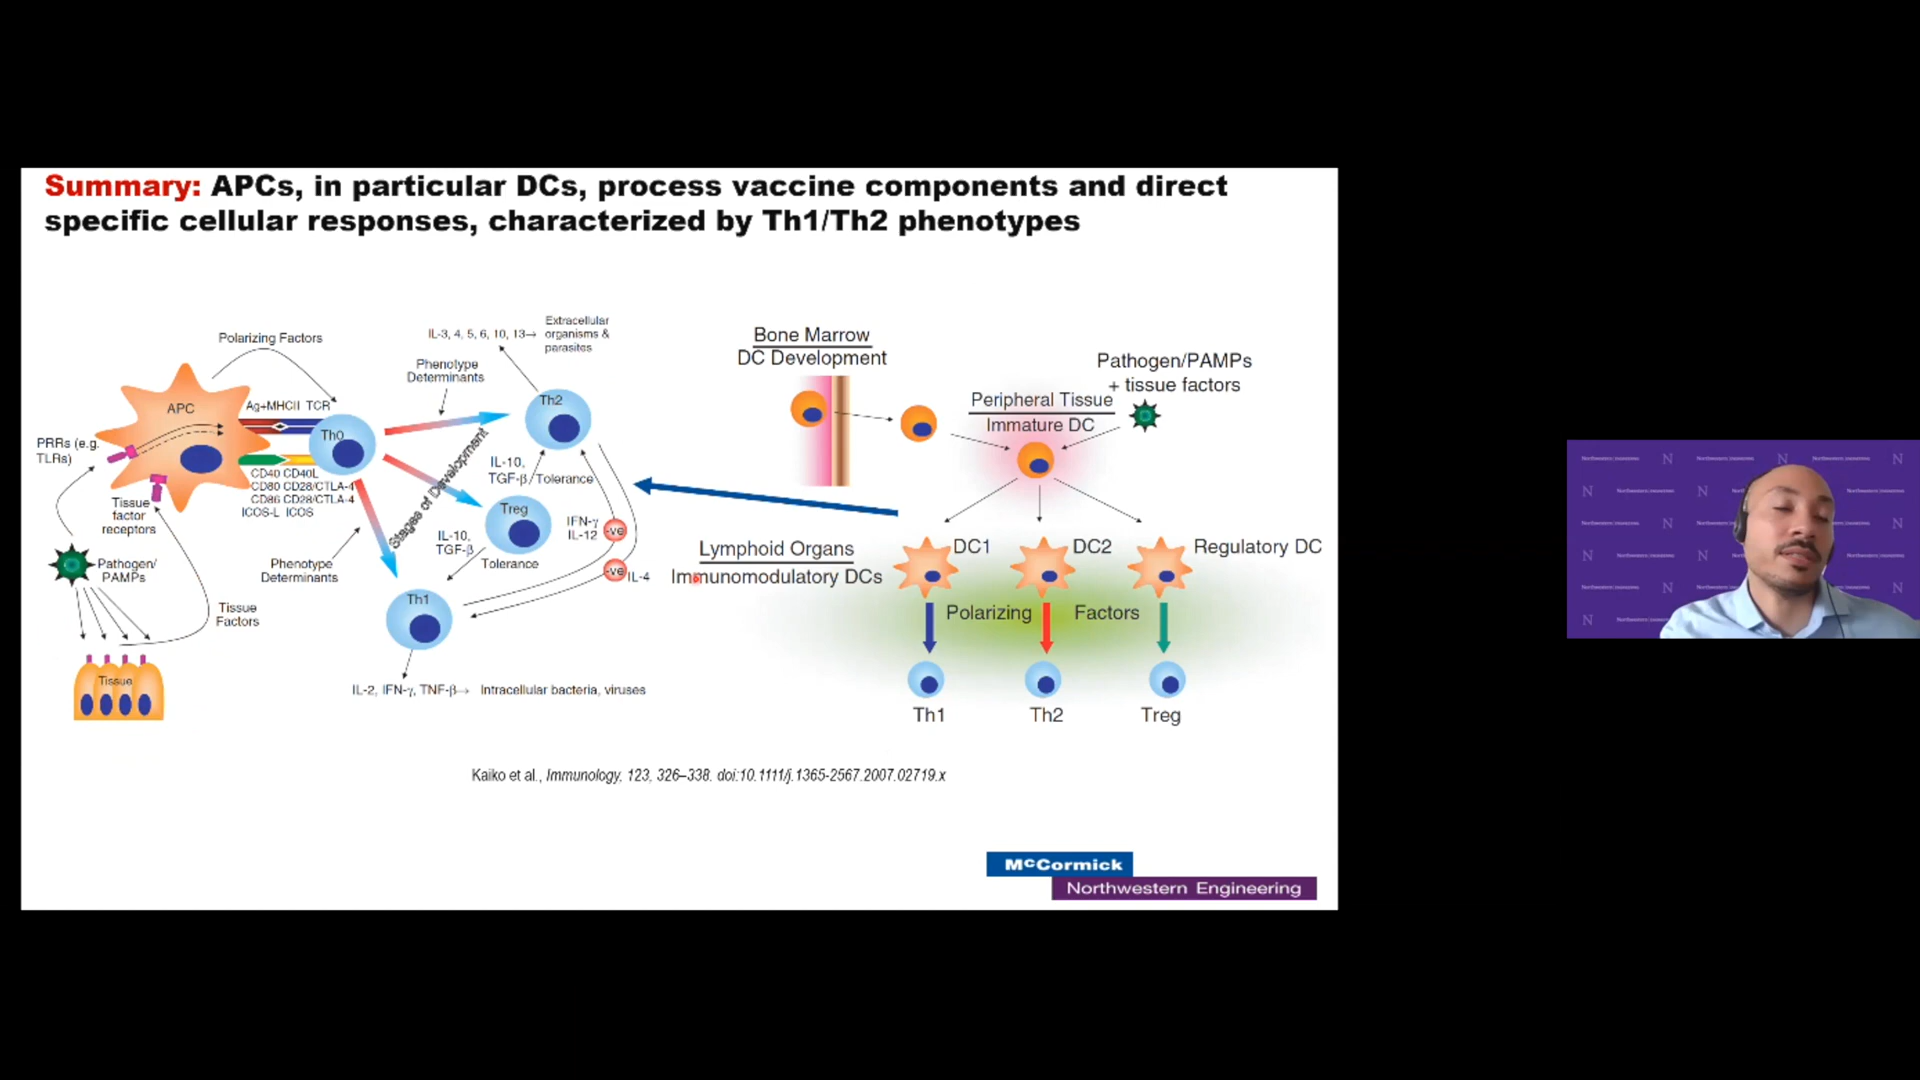 Summary: APCs, in particular DCs, process vaccine components and direct
specific cellular responses, characterized by Th1/Th2 phenotypes
Polarizing Factors
IL-3, 4, 5, 6, 10, 13→
Extracellular
organisms &
parasites
Phenotype
Determinants
APC
Ag+MHCII TCR
Th0
Th2
PRRs (e.g.
TLRs)
CD40 CD40L
CD80 CD28/CTLA-4
CD86 CD28/CTLA-4
ICOS-L ICOS
Stages of Development
IL-10,
TGF-β/Tolerance
Tissue
factor
receptors
Treg
IL-10,
TGF-β
Tolerance
IFN-γ
IL-12
-ve
-ve
IL-4
Pathogen/
PAMPs
Phenotype
Determinants
Th1
Tissue
Factors
Tissue
IL-2, IFN-γ, TNF-β→ Intracellular bacteria, viruses
Bone Marrow
DC Development
Pathogen/PAMPs
+ tissue factors
Peripheral Tissue
Immature DC
Lymphoid Organs
Immunomodulatory DCs
DC1
DC2
Regulatory DC
Polarizing Factors
Th1
Th2
Treg
Kaiko et al., Immunology, 123, 326–338. doi:10.1111/j.1365-2567.2007.02719.x
McCormick
Northwestern Engineering